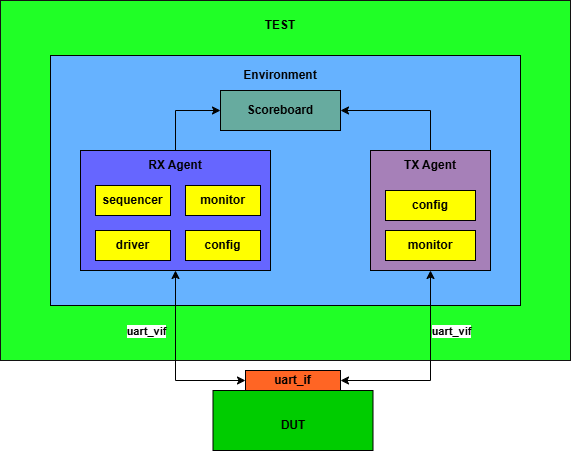 TEST
Environment
Scoreboard
RX Agent
TX Agent
sequencer
monitor
config
driver
config
monitor
uart_vif
uart_vif
uart_if
DUT